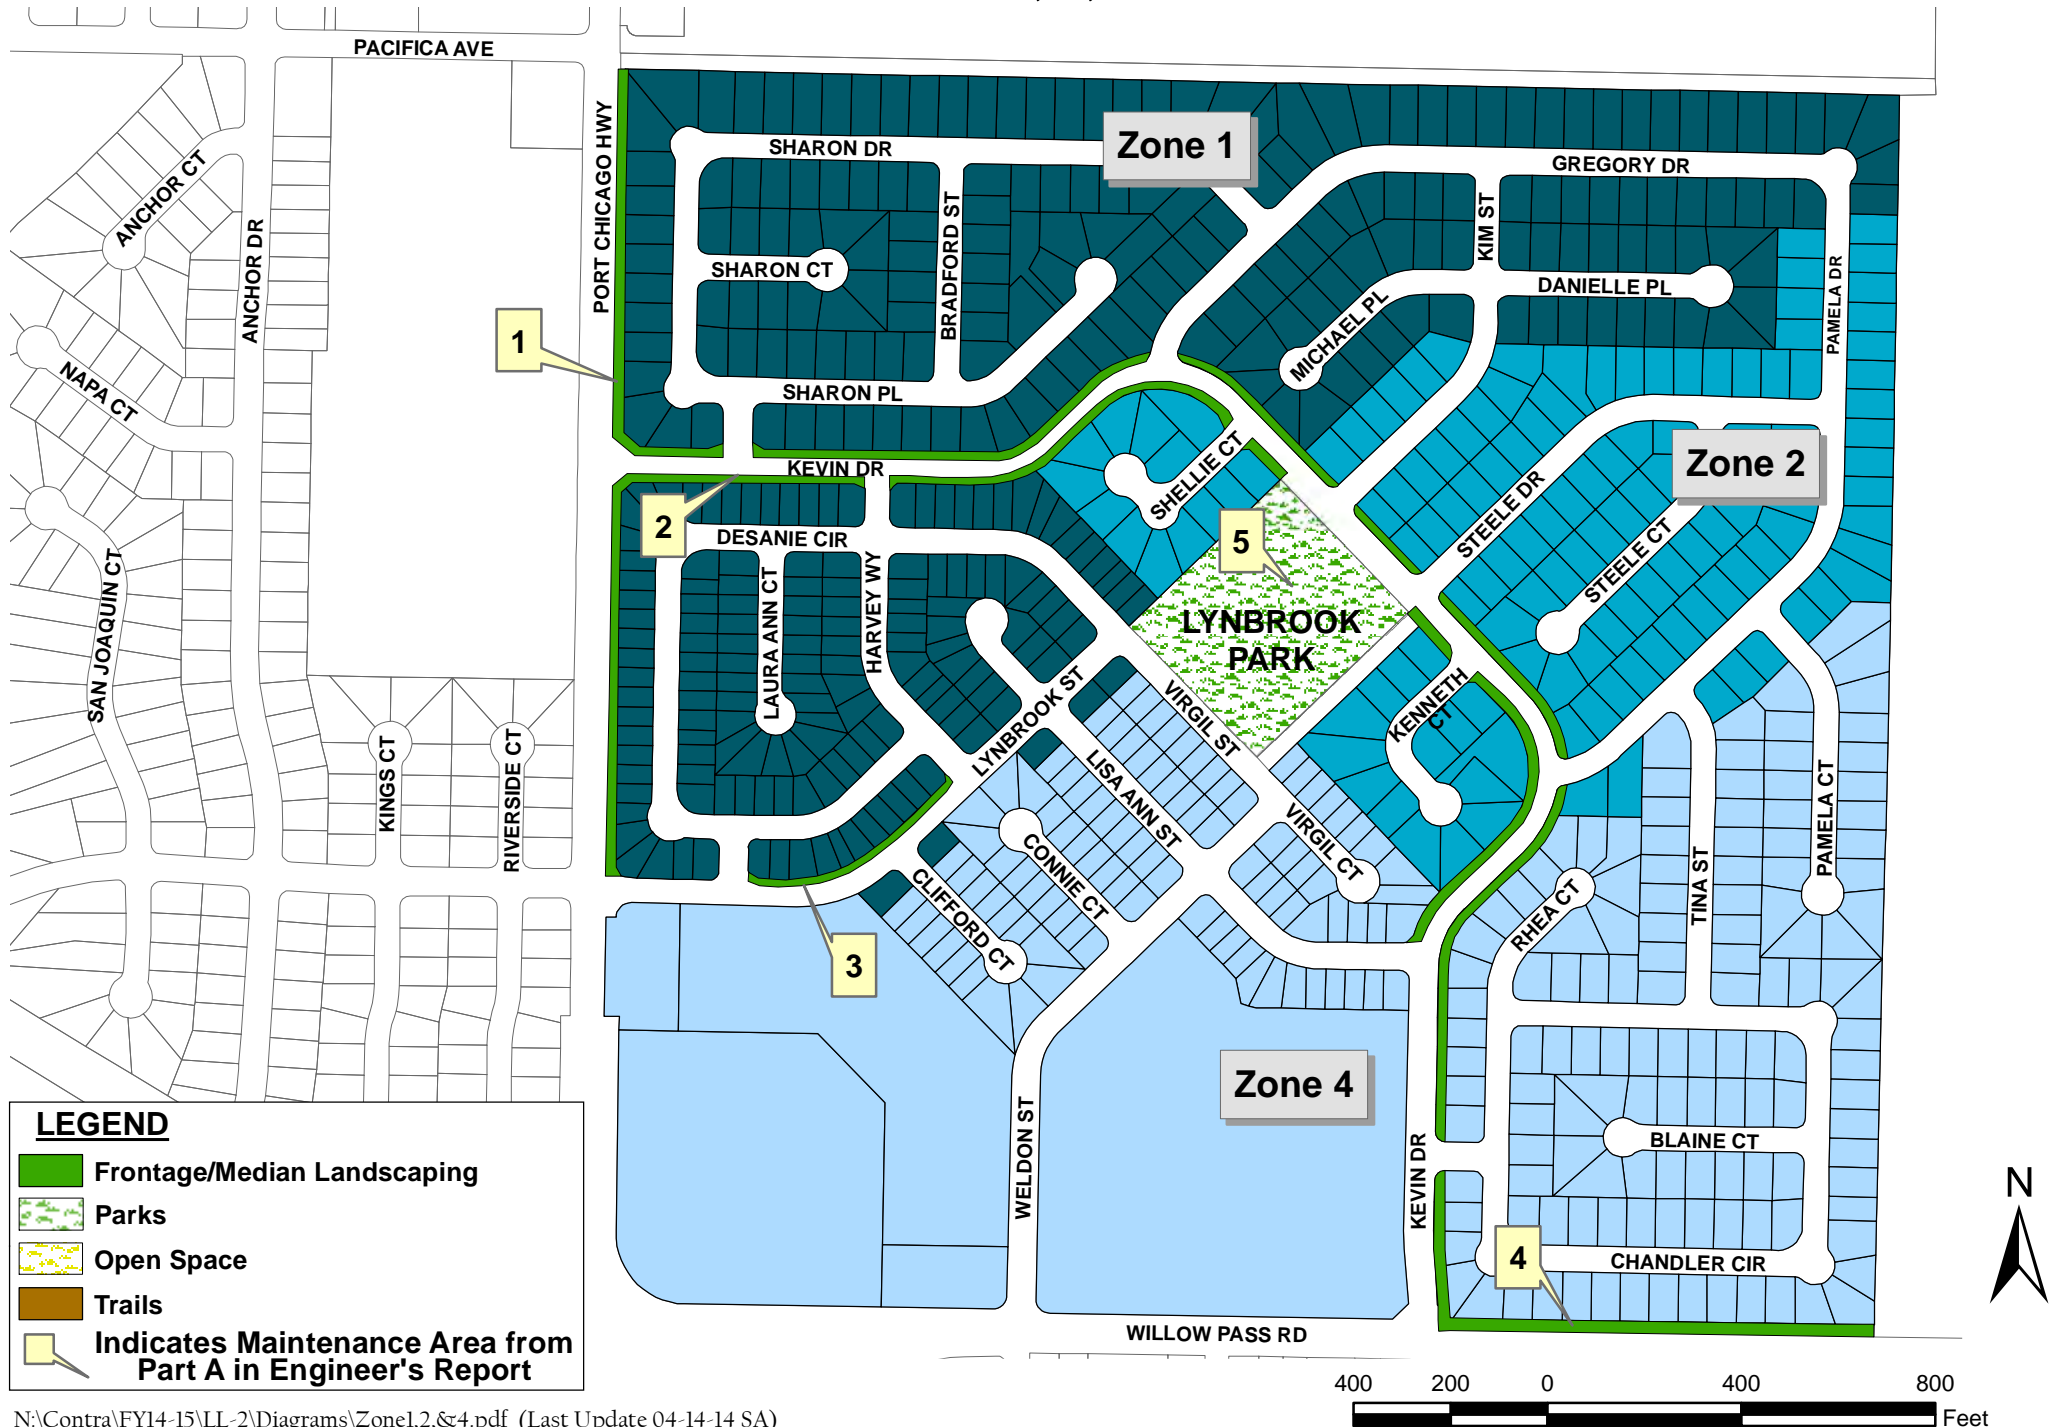 PACIFICA AVE
PORT CHICAGO HWY
ANCHOR CT
ANCHOR DR
NAPA CT
SAN JOAQUIN CT
KINGS CT
RIVERSIDE CT
SHARON DR
Zone 1
GREGORY DR
BRADFORD ST
KIM ST
SHARON CT
DANIELLE PL
PAMELA DR
MICHAEL PL
1
SHARON PL
KEVIN DR
SHELLIE CT
Zone 2
STEELE DR
2
DESANIE CIR
5
STEELE CT
LAURA ANN CT
HARVEY WY
LYNBROOK
PARK
LYNBROOK ST
VIRGIL ST
KENNETH
CT
LISA ANN ST
VIRGIL CT
PAMELA CT
CONNIE CT
CLIFFORD CT
RHEA CT
TINA ST
3
Zone 4
WELDON ST
KEVIN DR
BLAINE CT
4
CHANDLER CIR
WILLOW PASS RD
N
LEGEND
Frontage/Median Landscaping
Parks
Open Space
Trails
Indicates Maintenance Area from
Part A in Engineer's Report
400 200 0 400 800
Feet
N:\Contra\FY14-15\LL-2\Diagrams\Zone1,2,&4.pdf (Last Update 04-14-14 SA)